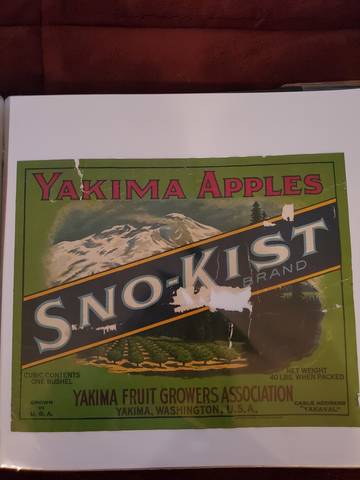 YAKIMA APPLES
SNO-KIST
BRAND
CUBIC CONTENTS
ONE BUSHEL
NET WEIGHT
40 LBS. WHEN PACKED
YAKIMA FRUIT GROWERS ASSOCIATION
YAKIMA, WASHINGTON, U.S.A.
GROWN
IN
U.S.A.
CABLE ADDRESS